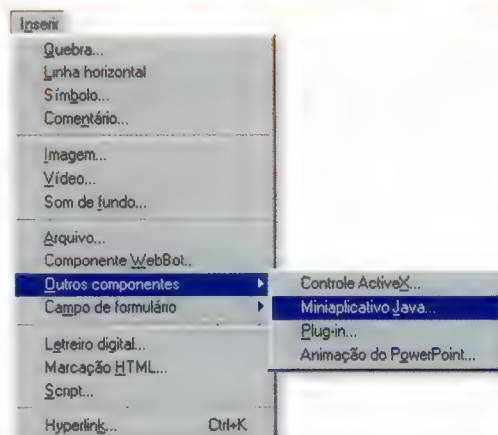 Inserir
Quebra...
Linha horizontal
Símbolo...
Comentário...
Imagem...
Vídeo...
Som de fundo...
Arquivo...
Componente WebBot..
Outros componentes
Campo de formulário
Letreiro digital...
Marcação HTML...
Script...
Hyperlink... Ctrl+K
Controle ActiveX...
Miniaplicativo Java...
Plug-in...
Animação do PowerPoint...